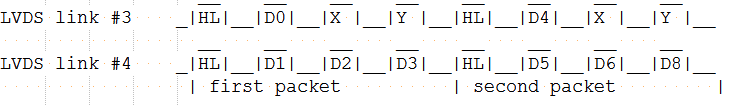 LVDS link #3 _|HL|__|D0|__|X |__|Y |__|HL|__|D4|__|X |__|Y |__
LVDS link #4 _|HL|__|D1|__|D2|__|D3|__|HL|__|D5|__|D6|__|D8|__
| first packet | second packet |